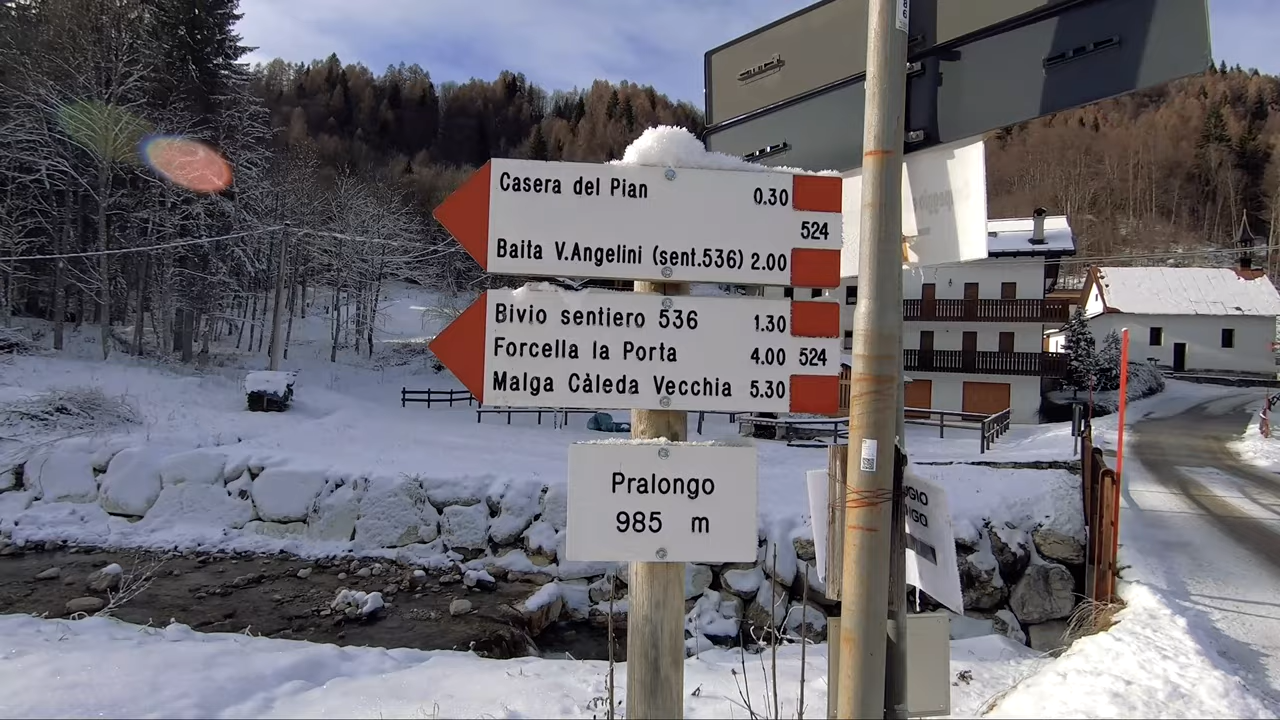 Casera del Pian 0.30
524
Baita V.Angelini (sent.536) 2.00
Bivio sentiero 536 1.30
Forcella la Porta 4.00 524
Malga Càleda Vecchia 5.30
Pralongo
985 m